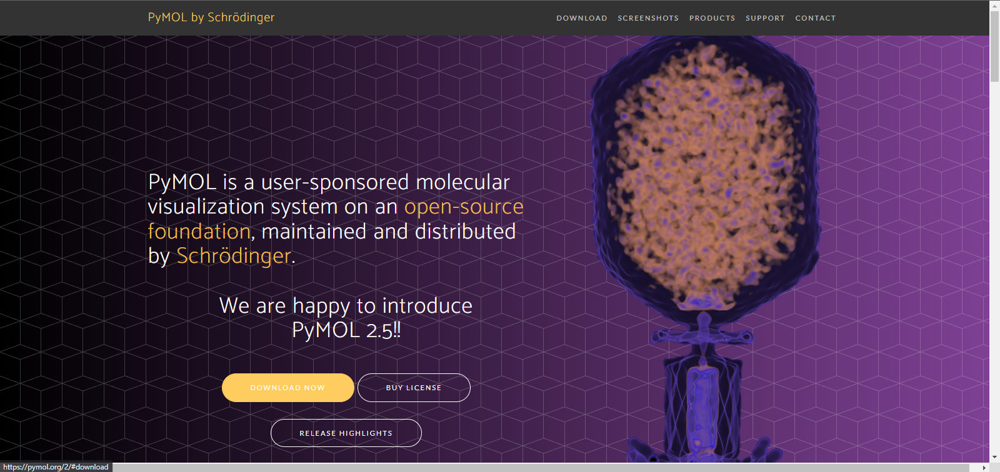 PyMOL by Schrödinger
DOWNLOAD SCREENSHOTS PRODUCTS SUPPORT CONTACT
PyMOL is a user-sponsored molecular
visualization system on an open-source
foundation, maintained and distributed
by Schrödinger.
We are happy to introduce
PyMOL 2.5!!
DOWNLOAD NOW
BUY LICENSE
RELEASE HIGHLIGHTS
https://pymol.org/2/#download